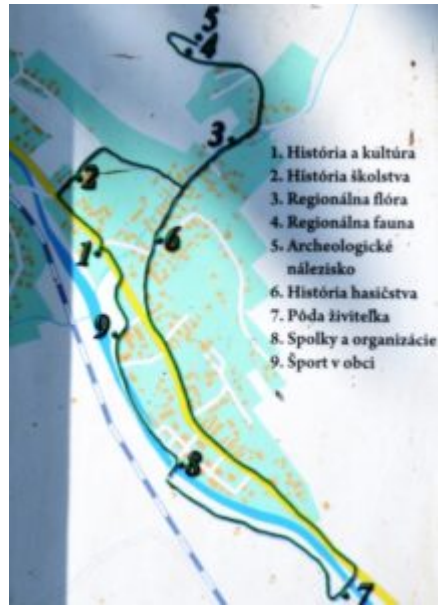 5
4
3
1. História a kultúra
2. História školstva
3. Regionálna flóra
4. Regionálna fauna
5. Archeologické
nálezisko
6. História hasičstva
7. Pôda živiteľka
8. Spolky a organizácie
9. Šport v obci
2
6
1
9
8
7